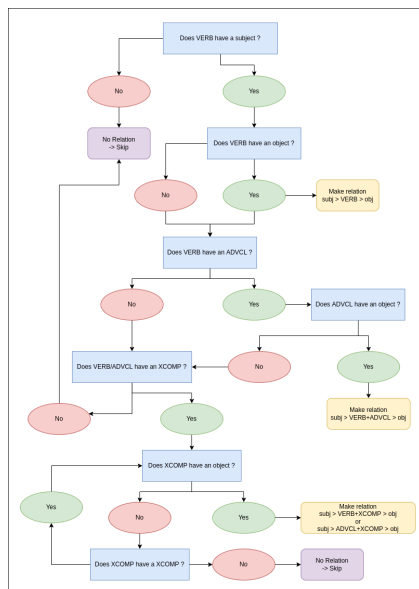 Does VERB have a subject ?
No
Yes
No Relation
-> Skip
Does VERB have an object ?
No
Yes
Make relation
subj > VERB > obj
Does VERB have an ADVCL ?
No
Yes
Does ADVCL have an object ?
Does VERB/ADVCL have an XCOMP ?
No
Yes
No
Yes
Make relation
subj > VERB+ADVCL > obj
Does XCOMP have an object ?
Yes
No
Yes
Make relation
subj > VERB+XCOMP > obj
or
subj > ADVCL+XCOMP > obj
Does XCOMP have a XCOMP ?
No
No Relation
-> Skip